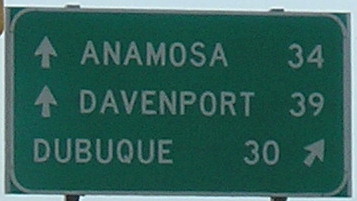 ↑ ANAMOSA 34
↑ DAVENPORT 39
DUBUQUE 30 ↗